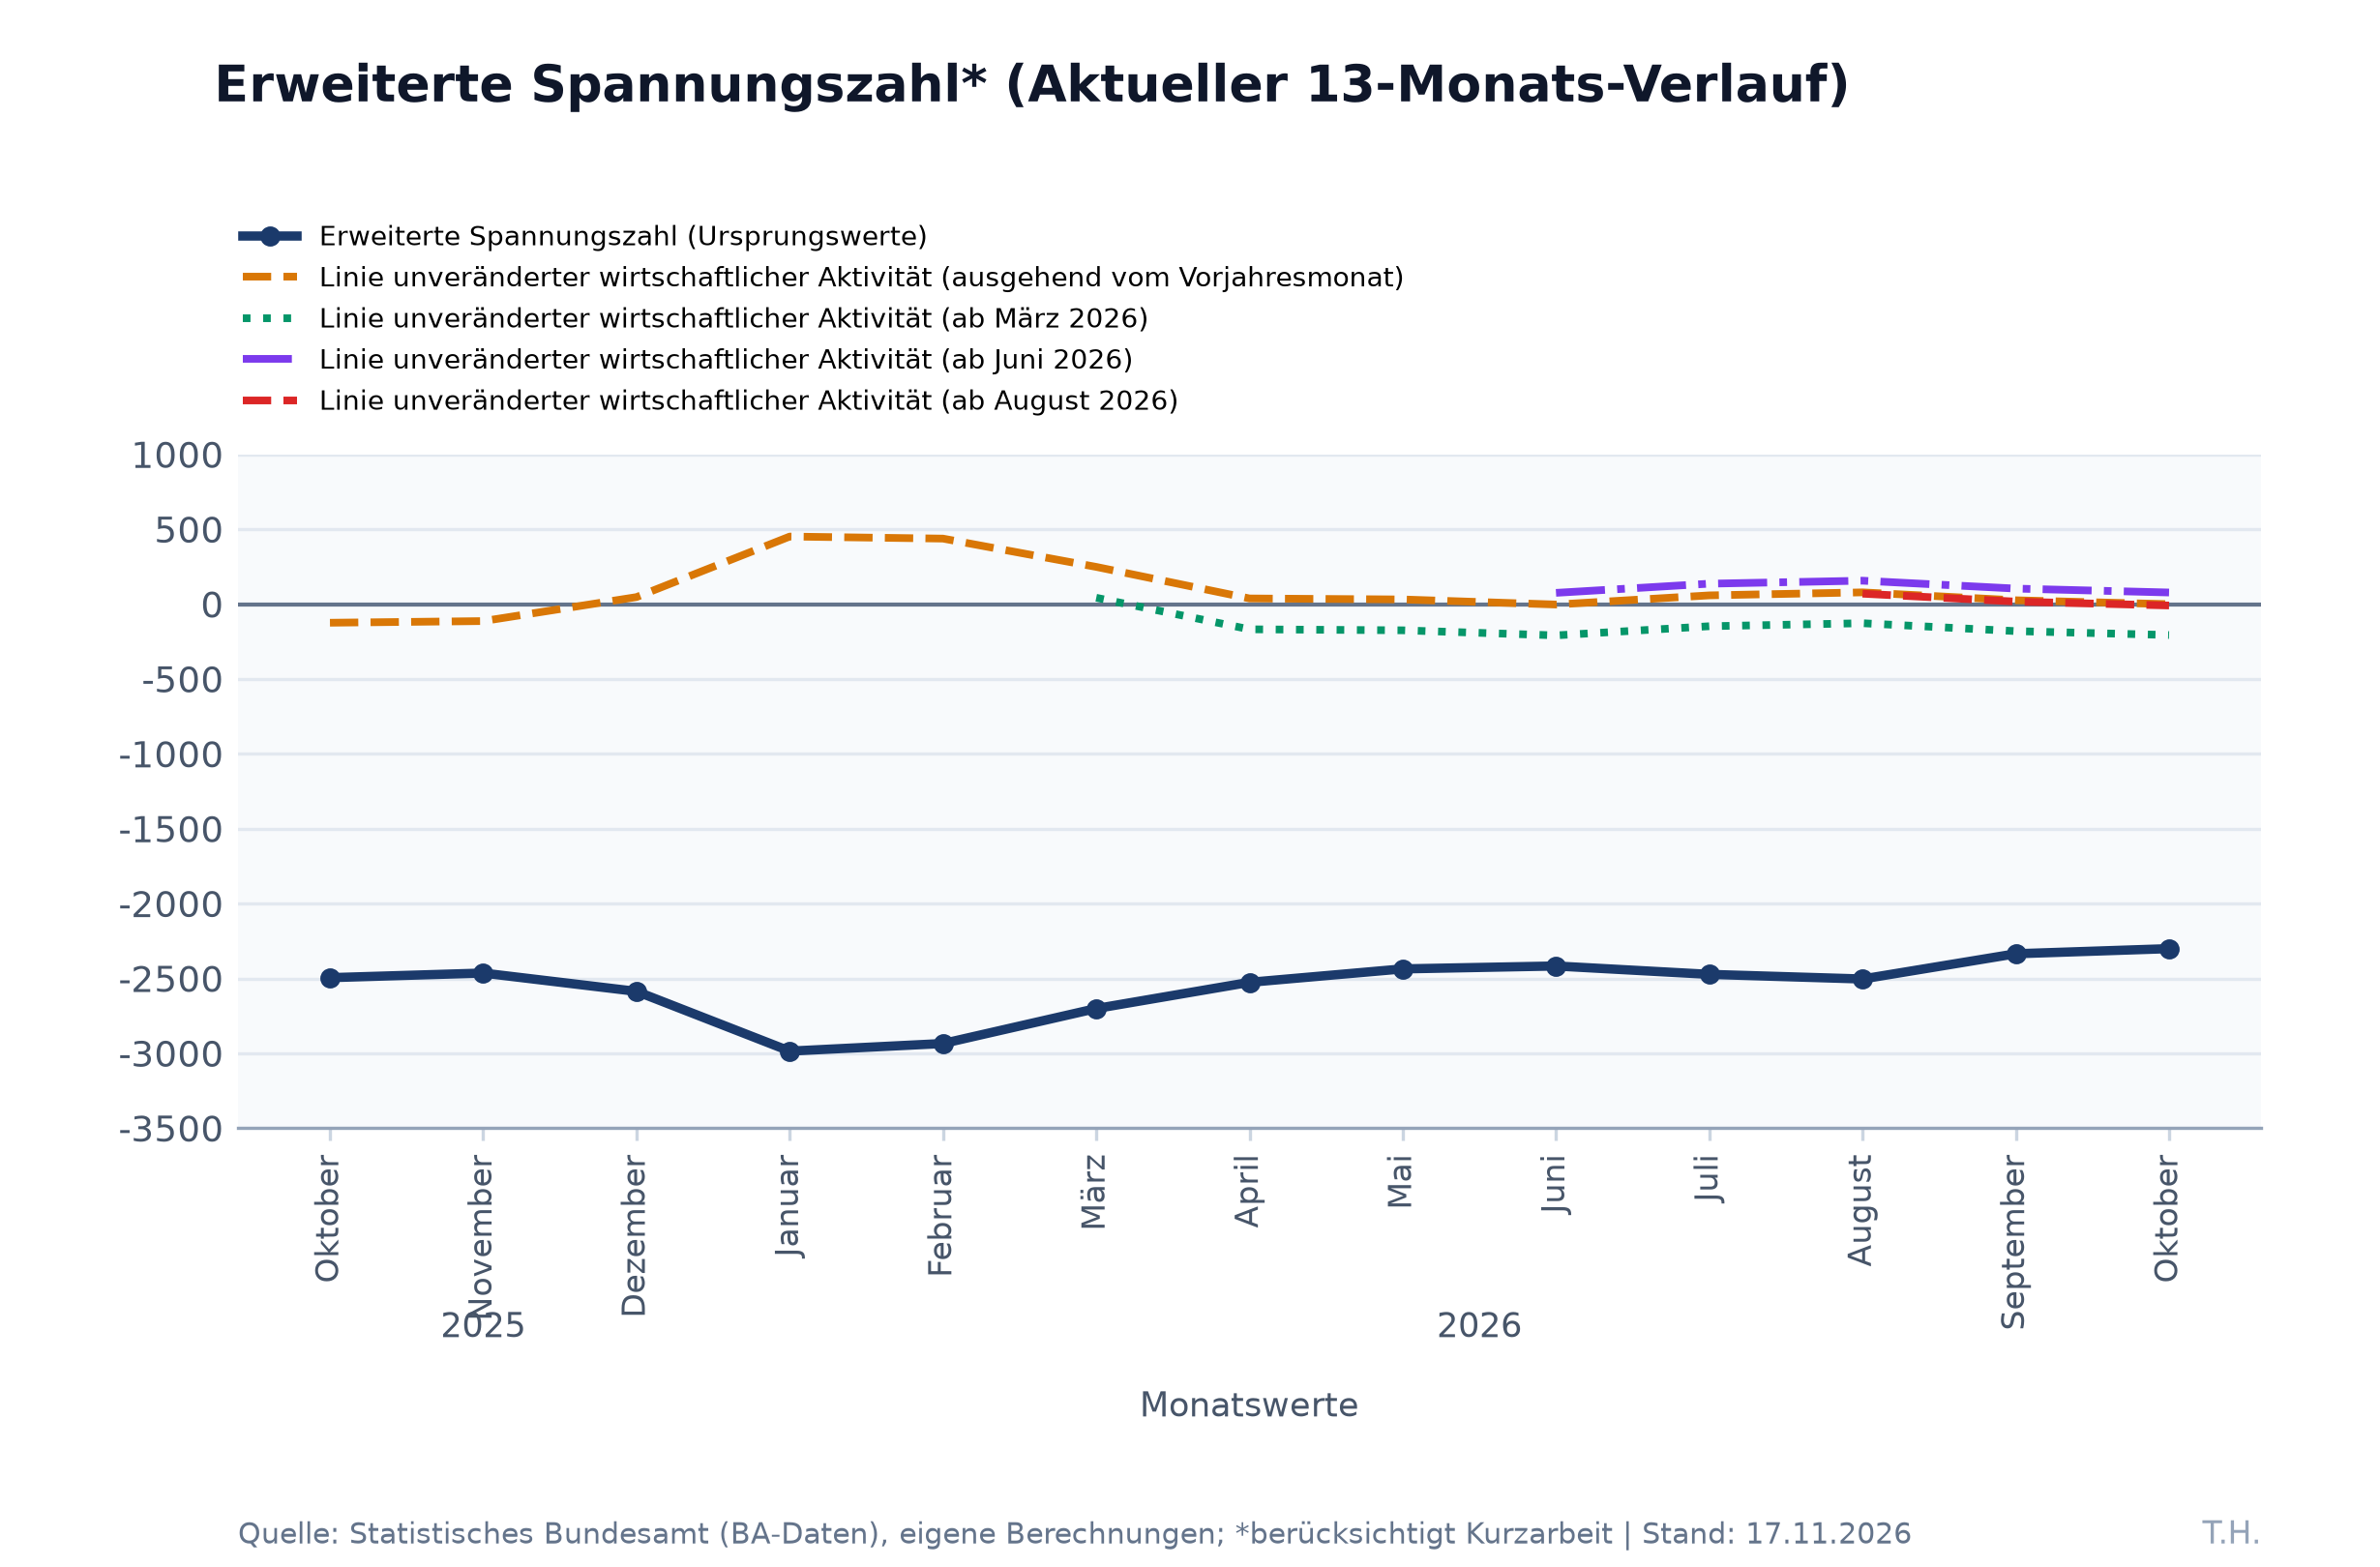 Erweiterte Spannungszahl* (Aktueller 13-Monats-Verlauf)
Erweiterte Spannungszahl (Ursprungswerte)
Linie unveränderter wirtschaftlicher Aktivität (ausgehend vom Vorjahresmonat)
Linie unveränderter wirtschaftlicher Aktivität (ab März 2026)
Linie unveränderter wirtschaftlicher Aktivität (ab Juni 2026)
Linie unveränderter wirtschaftlicher Aktivität (ab August 2026)
1000
500
0
-500
-1000
-1500
-2000
-2500
-3000
-3500
Oktober
November
Dezember
Januar
Februar
März
April
Mai
Juni
Juli
August
September
Oktober
2025
2026
Monatswerte
Quelle: Statistisches Bundesamt (BA-Daten), eigene Berechnungen; *berücksichtigt Kurzarbeit | Stand: 17.11.2026
T.H.